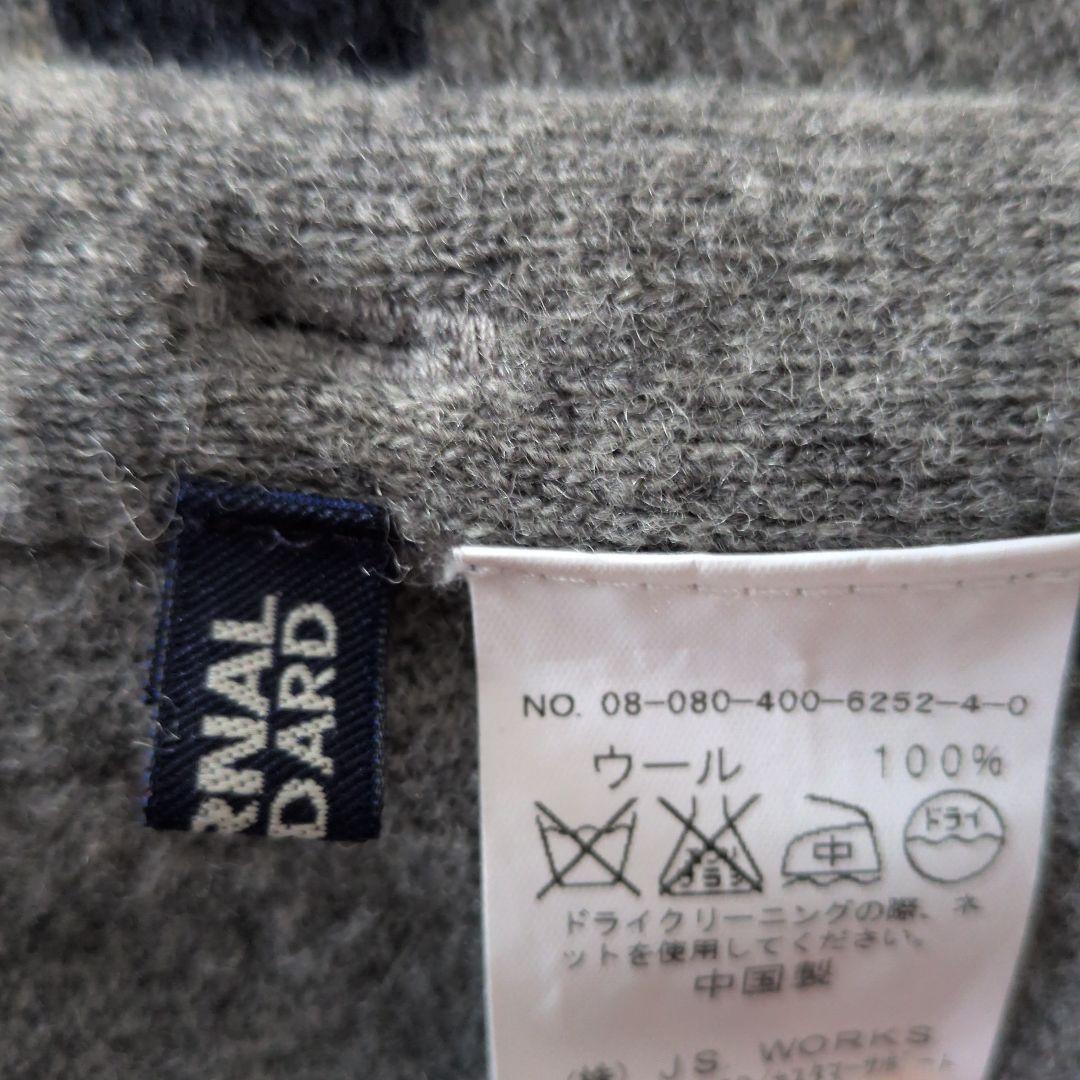 RNAL
DARD
NO. 08-080-400-6252-4-0
ウール 100%
中 ドライ
ドライクリーニングの際、ネ
ットを使用してください。
中国製
(株) JS WORKS